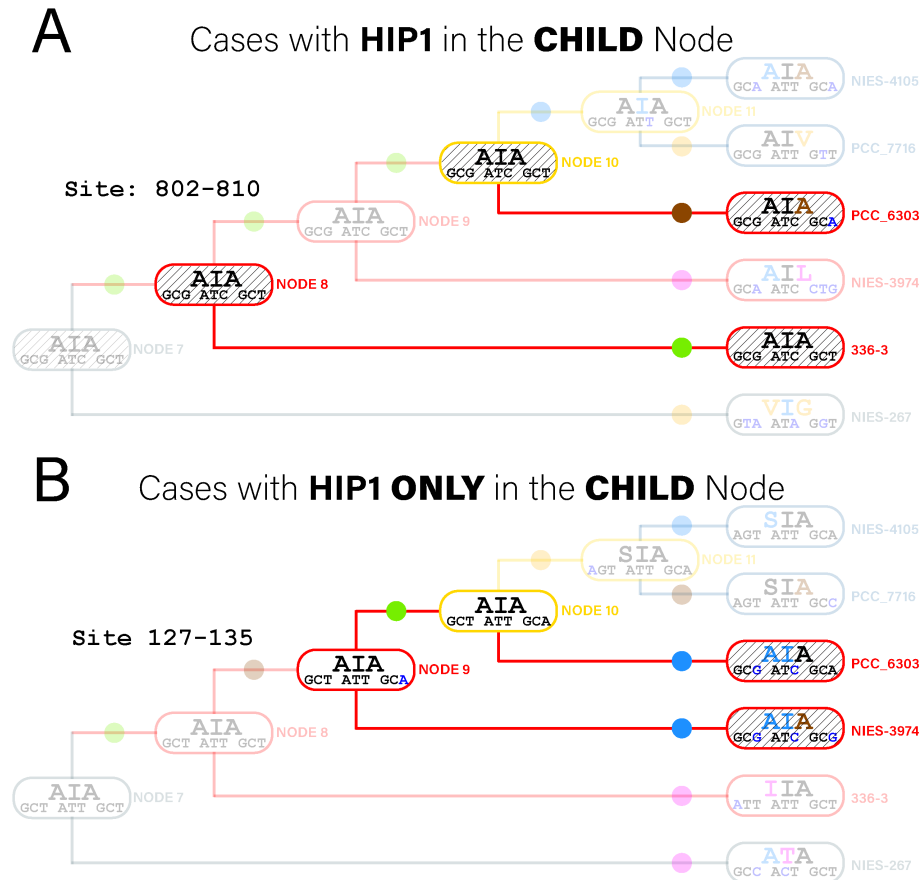 A
Cases with HIP1 in the CHILD Node
AIA
GCA ATT GCA
NIES-4105
AIA
GCG ATT GCT
NODE 11
AIV
GCG ATT GTT
PCC_7716
AIA
GCG ATC GCT
NODE 10
Site: 802-810
AIA
GCG ATC GCA
PCC_6303
AIA
GCG ATC GCT
NODE 9
AIL
GCA ATC CTG
NIES-3974
AIA
GCG ATC GCT
NODE 8
AIA
GCG ATC GCT
336-3
AIA
GCG ATC GCT
NODE 7
VIG
GTA ATA GGT
NIES-267
B
Cases with HIP1 ONLY in the CHILD Node
SIA
AGT ATT GCA
NIES-4105
SIA
AGT ATT GCA
NODE 11
SIA
AGT ATT GCC
PCC_7716
AIA
GCT ATT GCA
NODE 10
Site 127-135
AIA
GCG ATC GCA
PCC_6303
AIA
GCT ATT GCA
NODE 9
AIA
GCG ATC GCG
NIES-3974
AIA
GCT ATT GCT
NODE 8
IIA
ATT ATT GCT
336-3
AIA
GCT ATT GCT
NODE 7
ATA
GCC ACT GCT
NIES-267